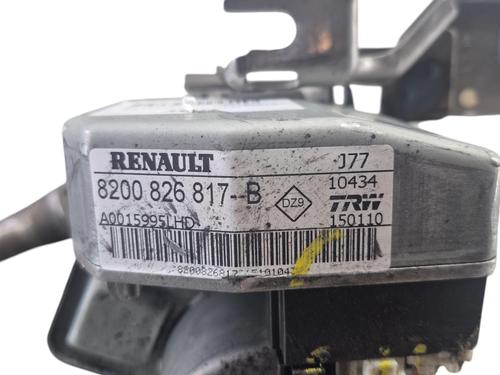 RENAULT J77
8200 826 817--B DZ9 10434
TRW
A0015995LHD 150110